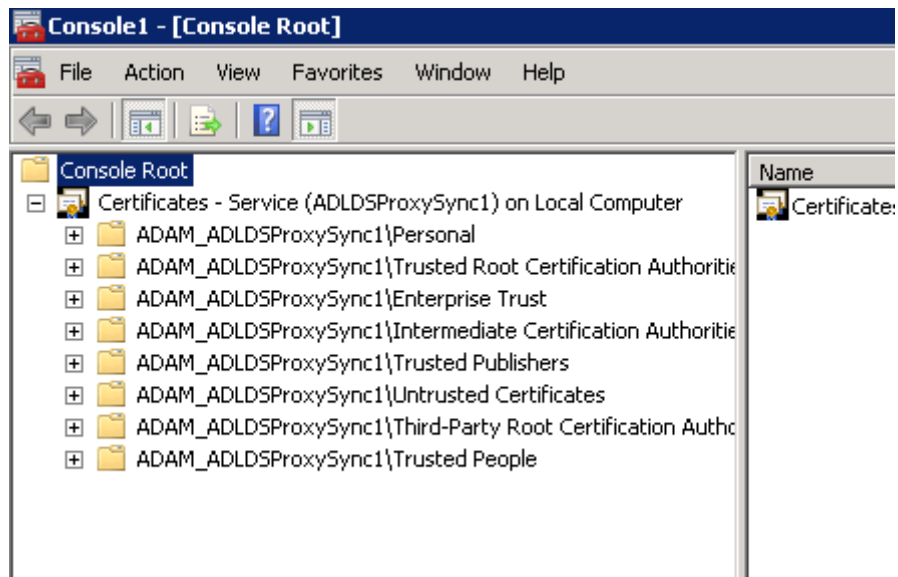 Console1 - [Console Root]
File Action View Favorites Window Help
Console Root
Name
Certificates - Service (ADLDSProxySync1) on Local Computer
Certificate
ADAM_ADLDSProxySync1\Personal
ADAM_ADLDSProxySync1\Trusted Root Certification Authoritie
ADAM_ADLDSProxySync1\Enterprise Trust
ADAM_ADLDSProxySync1\Intermediate Certification Authoritie
ADAM_ADLDSProxySync1\Trusted Publishers
ADAM_ADLDSProxySync1\Untrusted Certificates
ADAM_ADLDSProxySync1\Third-Party Root Certification Autho
ADAM_ADLDSProxySync1\Trusted People